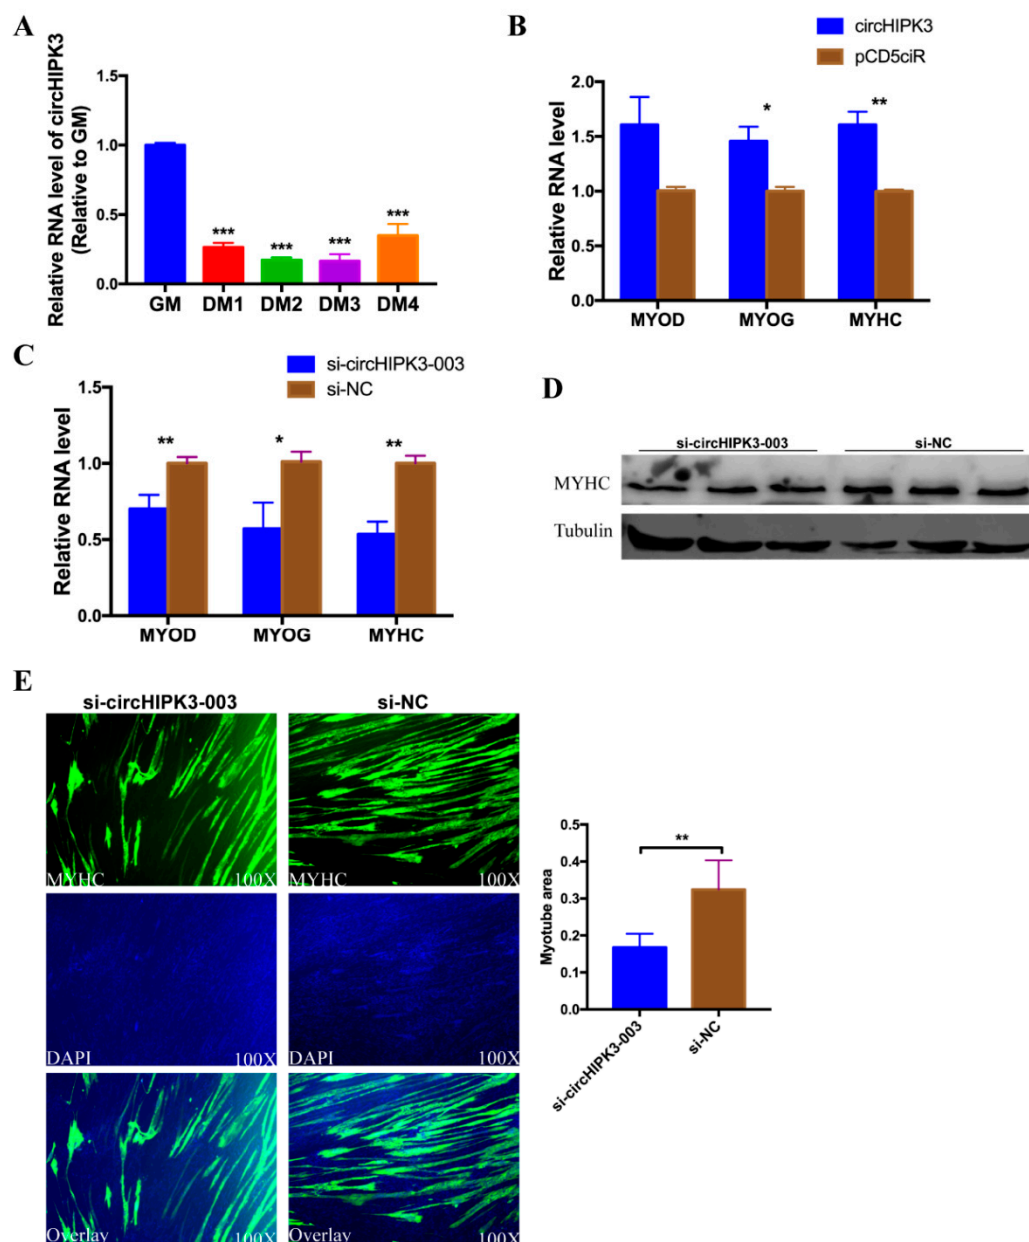 A
Relative RNA level of circHIPK3
(Relative to GM)
1.5
1.0
0.5
0.0
***
***
***
***
GM DM1 DM2 DM3 DM4
B
circHIPK3
pCD5ciR
Relative RNA level
2.0
1.5
1.0
0.5
0.0
*
**
MYOD MYOG MYHC
C
si-circHIPK3-003
si-NC
Relative RNA level
1.5
1.0
0.5
0.0
**
*
**
MYOD MYOG MYHC
D
si-circHIPK3-003 si-NC
MYHC
Tubulin
E
si-circHIPK3-003 si-NC
MYHC 100X MYHC 100X
DAPI 100X DAPI 100X
Overlay 100X Overlay 100X
Myotube area
0.5
0.4
0.3
0.2
0.1
0.0
**
si-circHIPK3-003
si-NC